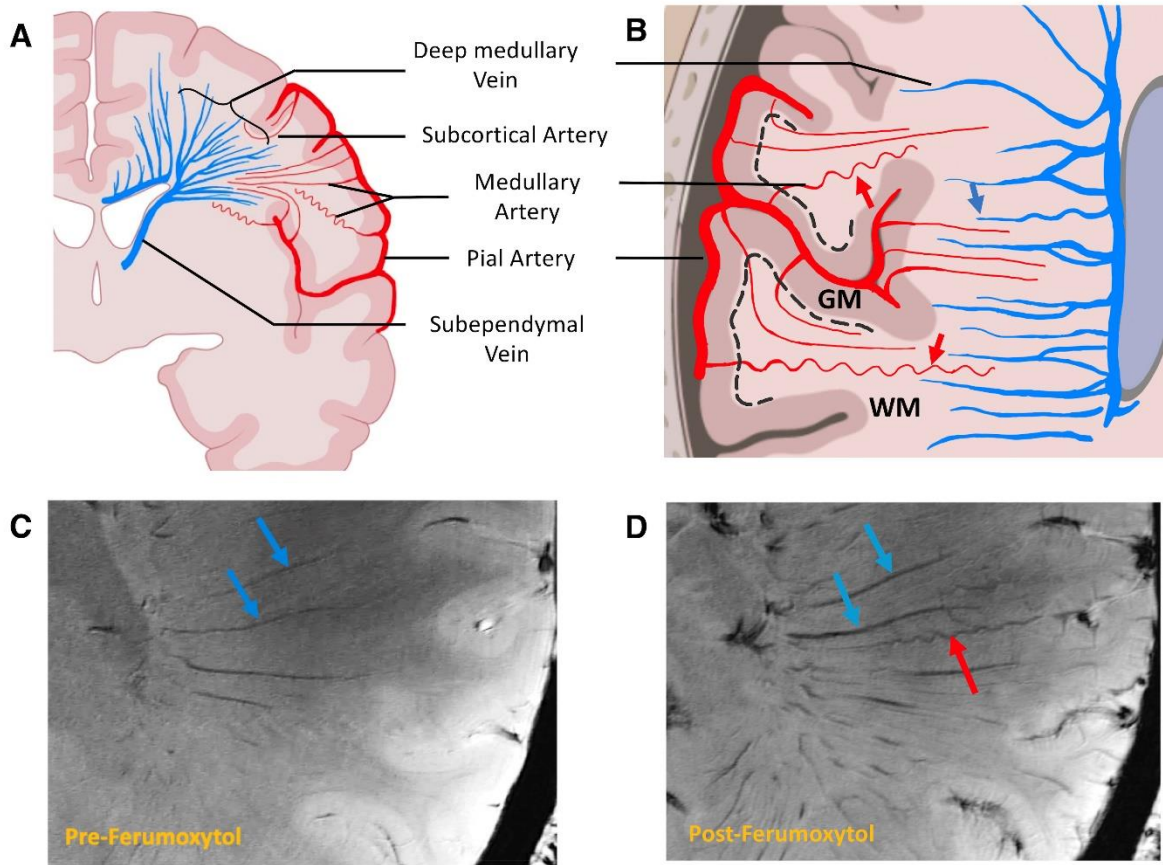 A
Deep medullary
Vein
Subcortical Artery
Medullary
Artery
Pial Artery
Subependymal
Vein
B
GM
WM
C
Pre-Ferumoxytol
D
Post-Ferumoxytol